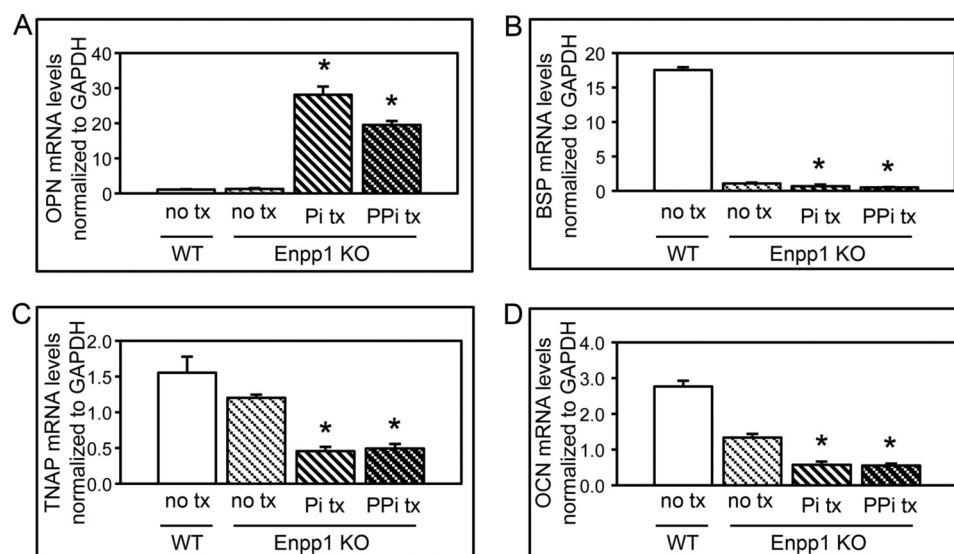 A
OPN mRNA levels
normalized to GAPDH
40
30
20
10
0
*
*
no tx
no tx
Pi tx
PPi tx
WT
Enpp1 KO
B
BSP mRNA levels
normalized to GAPDH
20
15
10
5
0
*
*
no tx
no tx
Pi tx
PPi tx
WT
Enpp1 KO
C
TNAP mRNA levels
normalized to GAPDH
2.0
1.5
1.0
0.5
0.0
*
*
no tx
no tx
Pi tx
PPi tx
WT
Enpp1 KO
D
OCN mRNA levels
normalized to GAPDH
4.0
3.0
2.0
1.0
0.0
*
*
no tx
no tx
Pi tx
PPi tx
WT
Enpp1 KO